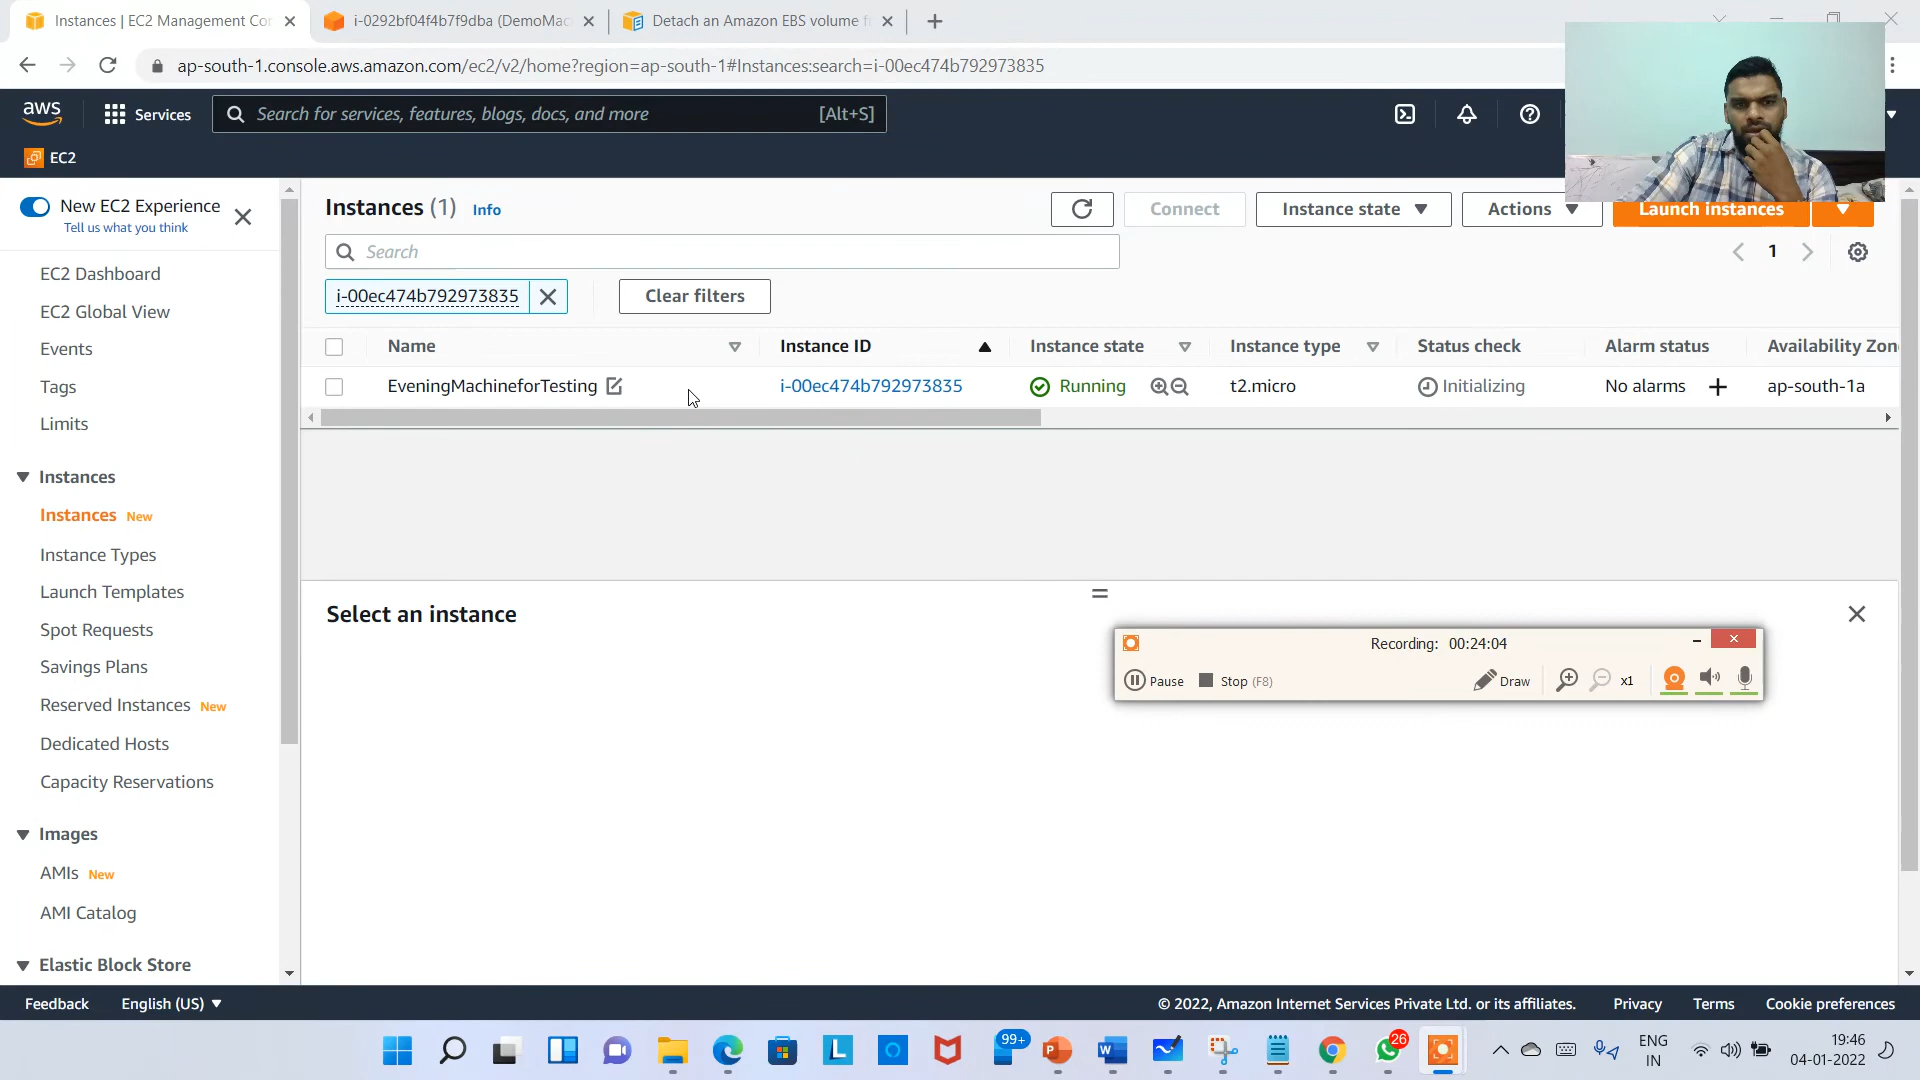 Instances | EC2 Management Con
i-0292bf04f4b7f9dba (DemoMac
Detach an Amazon EBS volume f
ap-south-1.console.aws.amazon.com/ec2/v2/home?region=ap-south-1#Instances:search=i-00ec474b792973835
aws
Services
Search for services, features, blogs, docs, and more
[Alt+S]
EC2
New EC2 Experience
Tell us what you think
EC2 Dashboard
EC2 Global View
Events
Tags
Limits
Instances
Instances New
Instance Types
Launch Templates
Spot Requests
Savings Plans
Reserved Instances New
Dedicated Hosts
Capacity Reservations
Images
AMIs New
AMI Catalog
Elastic Block Store
Instances (1) Info
Connect
Instance state
Actions
Launch instances
Search
1
i-00ec474b792973835
Clear filters
Name Instance ID Instance state Instance type Status check Alarm status Availability Zon
EveningMachineforTesting i-00ec474b792973835 Running t2.micro Initializing No alarms ap-south-1a
Select an instance
Recording: 00:24:04
Pause Stop (F8) Draw x1
Feedback English (US) © 2022, Amazon Internet Services Private Ltd. or its affiliates. Privacy Terms Cookie preferences
99+
26
ENG
IN
19:46
04-01-2022